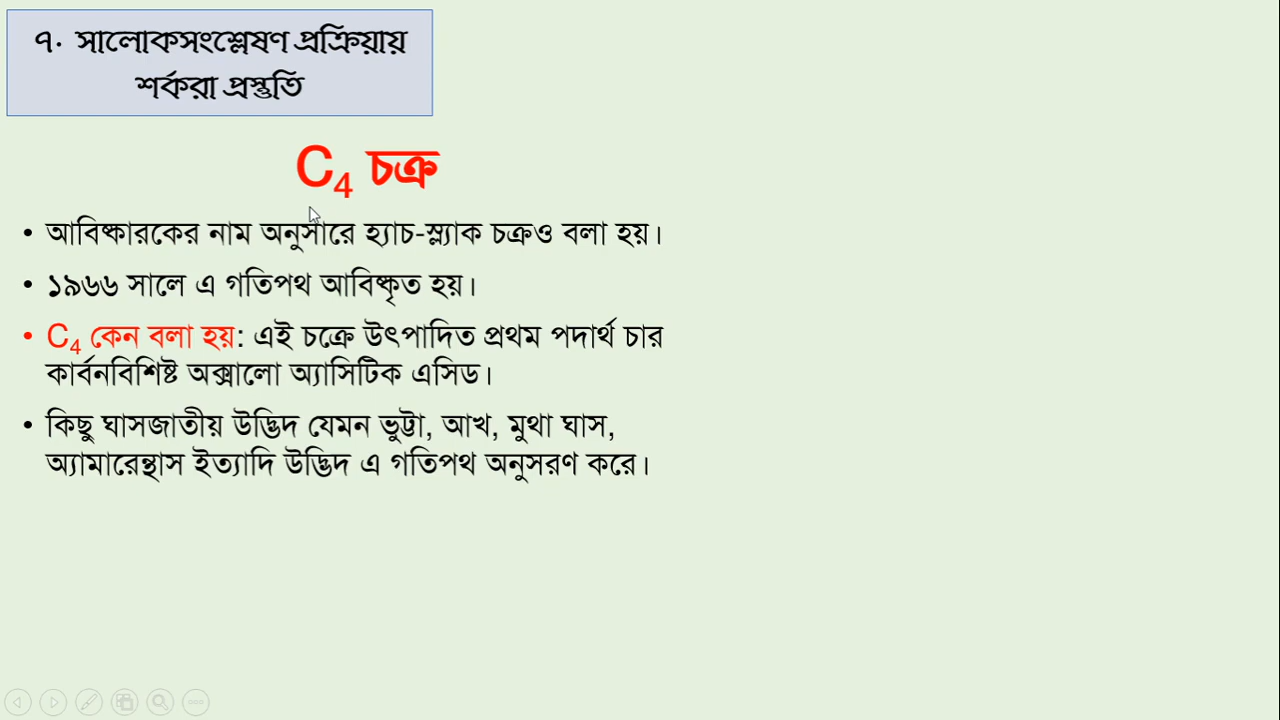 ৭. সালোকসংশ্লেষণ প্রক্রিয়ায়
শর্করা প্রস্তুতি
C₄ চক্র
• আবিষ্কারকের নাম অনুসারে হ্যাচ-স্ল্যাক চক্রও বলা হয়।
• ১৯৬৬ সালে এ গতিপথ আবিষ্কৃত হয়।
• C₄ কেন বলা হয়: এই চক্রে উৎপাদিত প্রথম পদার্থ চার
কার্বনবিশিষ্ট অক্সালো অ্যাসিটিক এসিড।
• কিছু ঘাসজাতীয় উদ্ভিদ যেমন ভুট্টা, আখ, মুথা ঘাস,
অ্যামারেন্থাস ইত্যাদি উদ্ভিদ এ গতিপথ অনুসরণ করে।